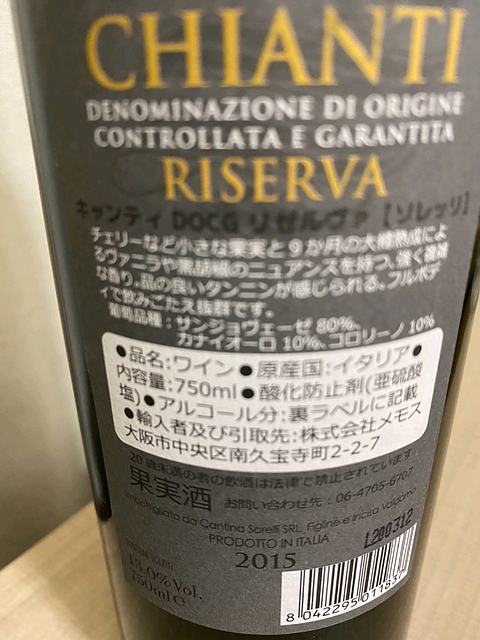 CHIANTI
DENOMINAZIONE DI ORIGINE
CONTROLLATA E GARANTITA
RISERVA
キャンティ DOCG リゼルヴァ 【ソレッリ】
チェリーなど小さな果実と9か月の大樽熟成によ
るヴァニラや黒胡椒のニュアンスを持つ、強く複雑
な香り。品の良いタンニンが感じられる、フルボデ
ィで飲みごたえ抜群です。
葡萄品種：サンジョヴェーゼ 80%、
カナイオーロ 10%、コロリーノ 10%
●品名：ワイン●原産国：イタリア●
内容量：750ml●酸化防止剤(亜硫酸
塩)●アルコール分：裏ラベルに記載
●輸入者及び引取先：株式会社メモス
大阪市中央区南久宝寺町2-2-7
20歳未満の者の飲酒は法律で禁止されています。
果実酒 お問い合わせ先：06-4705-6707
Imbottigliato da Cantina Sorelli SRL, Figline e Incisa Valdarno
PRODOTTO IN ITALIA
L200312
2015
13.0%Vol.
750ml e
8 042295 011837